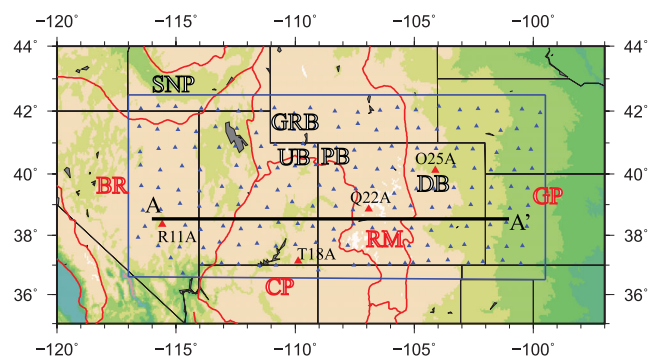 −120° −115° −110° −105° −100°
44° 44°
SNP
42° 42°
GRB
UB PB O25A
40° 40°
BR DB
Q22A GP
A
R11A A'
38° RM 38°
T18A
CP
36° 36°
−120° −115° −110° −105° −100°